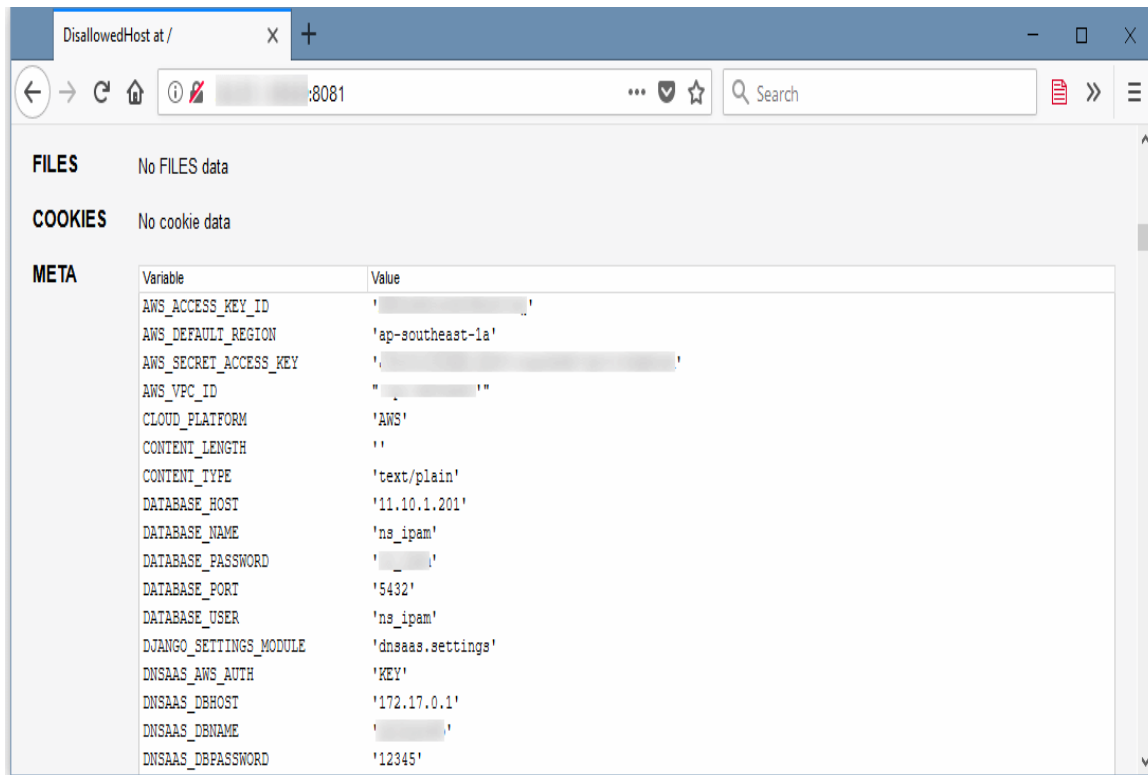 DisallowedHost at /
:8081
Search
FILES No FILES data
COOKIES No cookie data
META
Variable Value
AWS_ACCESS_KEY_ID ' '
AWS_DEFAULT_REGION 'ap-southeast-1a'
AWS_SECRET_ACCESS_KEY ' '
AWS_VPC_ID " '"
CLOUD_PLATFORM 'AWS'
CONTENT_LENGTH ''
CONTENT_TYPE 'text/plain'
DATABASE_HOST '11.10.1.201'
DATABASE_NAME 'ns_ipam'
DATABASE_PASSWORD ' '
DATABASE_PORT '5432'
DATABASE_USER 'ns_ipam'
DJANGO_SETTINGS_MODULE 'dnsaas.settings'
DNSAAS_AWS_AUTH 'KEY'
DNSAAS_DBHOST '172.17.0.1'
DNSAAS_DBNAME ' '
DNSAAS_DBPASSWORD '12345'